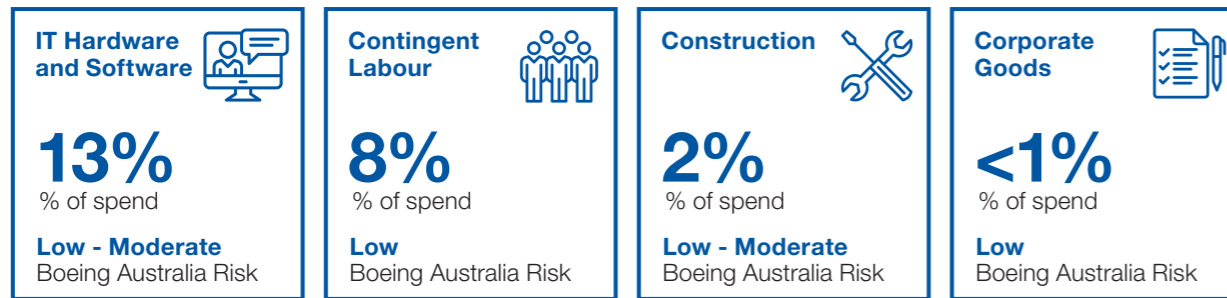 IT Hardware
and Software
13%
% of spend
Low - Moderate
Boeing Australia Risk
Contingent
Labour
8%
% of spend
Low
Boeing Australia Risk
Construction
2%
% of spend
Low - Moderate
Boeing Australia Risk
Corporate
Goods
<1%
% of spend
Low
Boeing Australia Risk